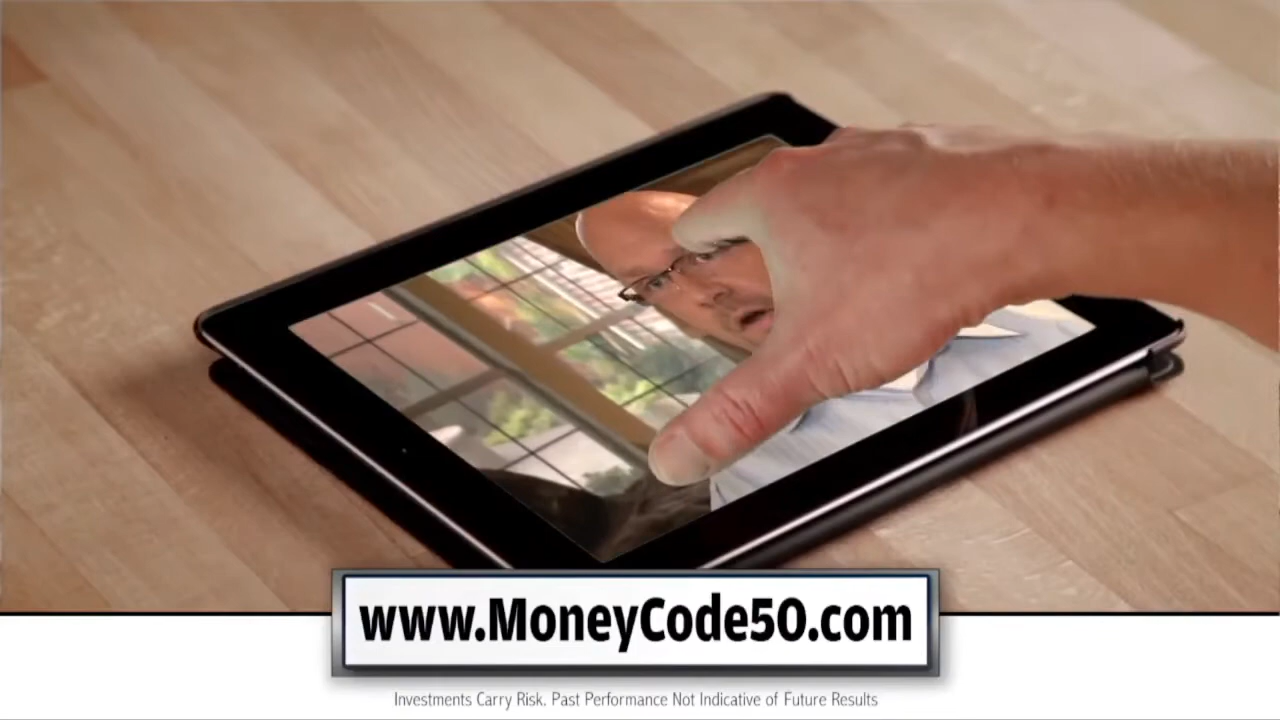 www.MoneyCode50.com
Investments Carry Risk. Past Performance Not Indicative of Future Results